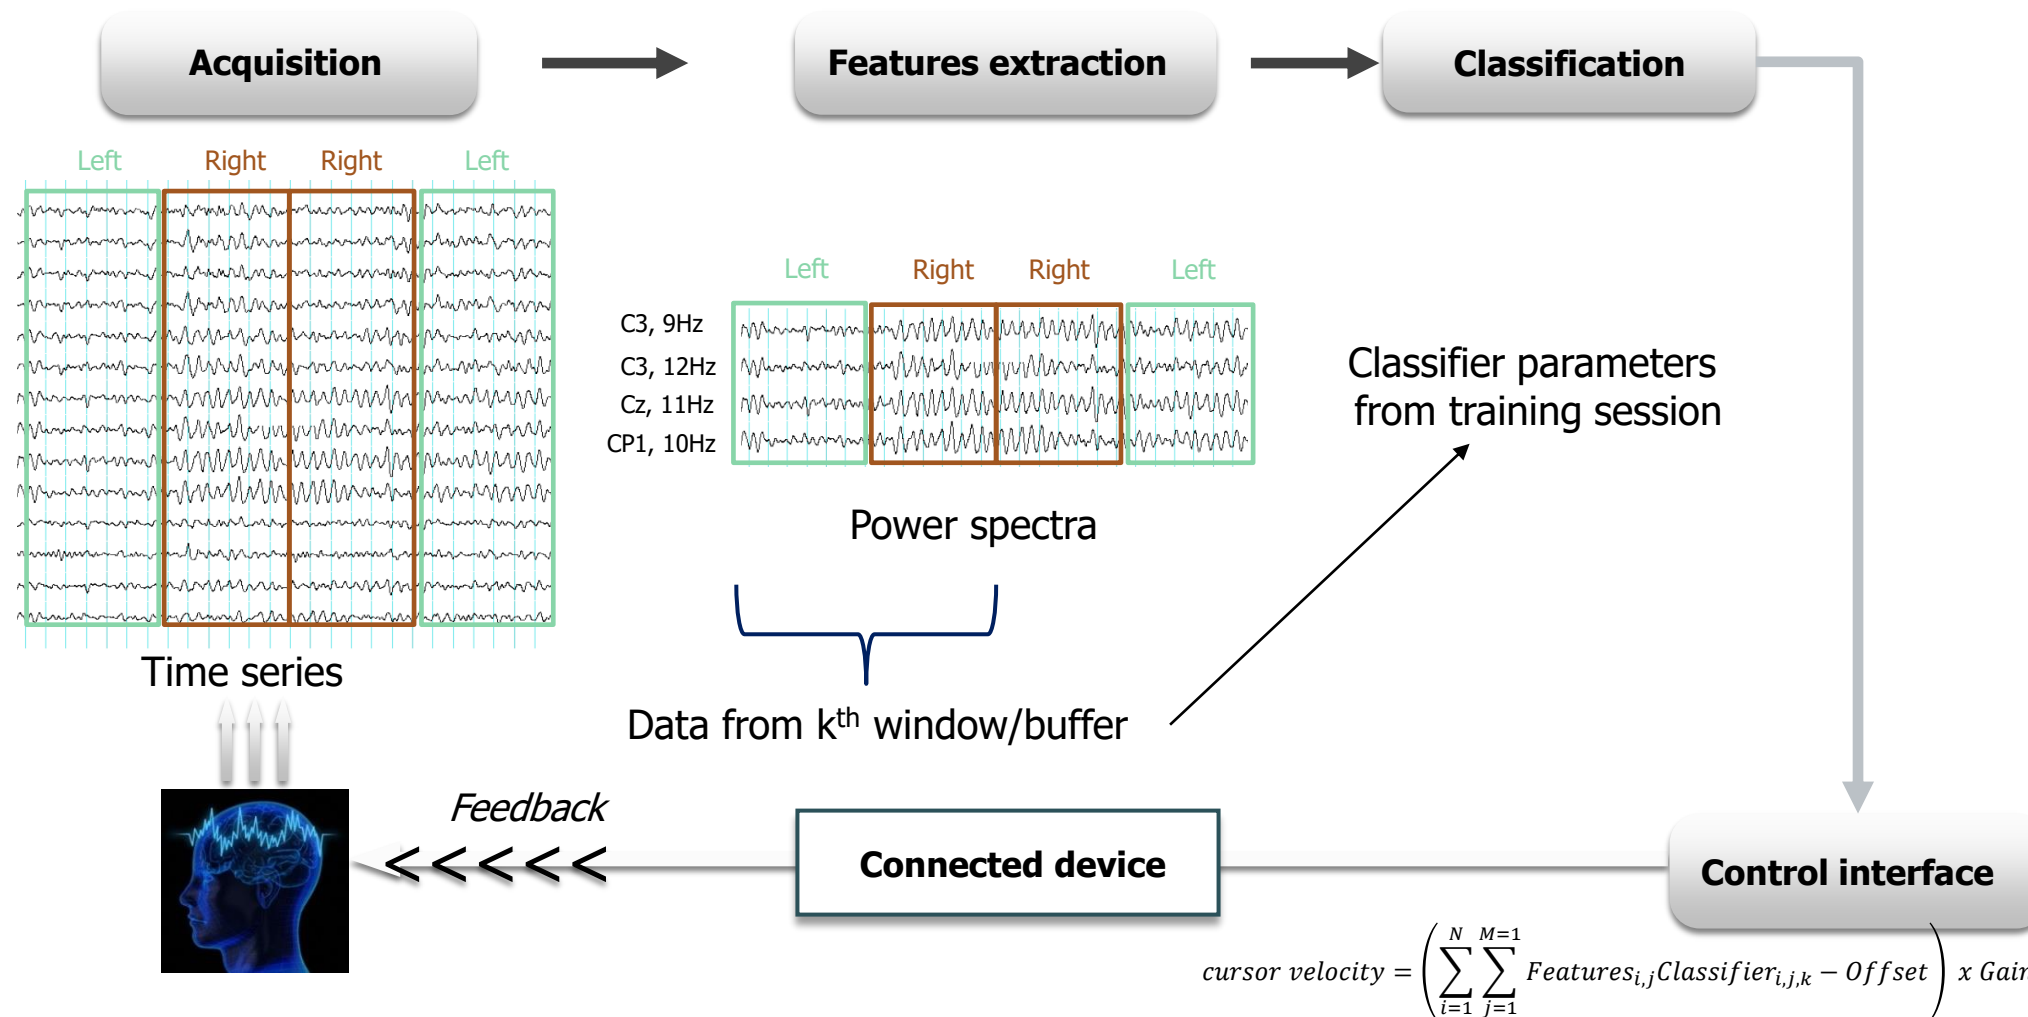 Acquisition
Features extraction
Classification
Left
Right
Right
Left
Left
Right
Right
Left
C3, 9Hz
C3, 12Hz
Cz, 11Hz
CP1, 10Hz
Classifier parameters
from training session
Power spectra
Time series
Data from kᵗʰ window/buffer
Feedback
<<<<<
Connected device
Control interface
cursor velocity = (∑_{i=1}^{N} ∑_{j=1}^{M=1} Features_{i,j}Classifier_{i,j,k} − Offset) x Gain